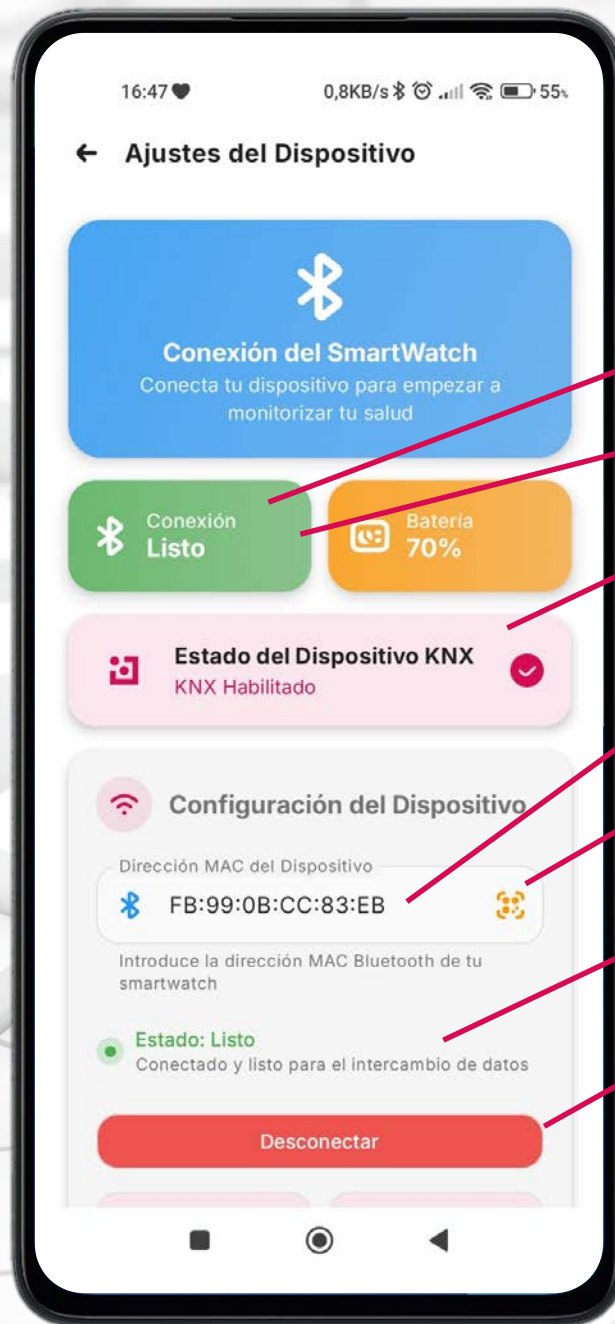 16:47 0,8KB/s 55%
Ajustes del Dispositivo
Conexión del SmartWatch
Conecta tu dispositivo para empezar a
monitorizar tu salud
Conexión
Listo
Batería
70%
Estado del Dispositivo KNX
KNX Habilitado
Configuración del Dispositivo
Dirección MAC del Dispositivo
FB:99:0B:CC:83:EB
Introduce la dirección MAC Bluetooth de tu
smartwatch
Estado: Listo
Conectado y listo para el intercambio de datos
Desconectar